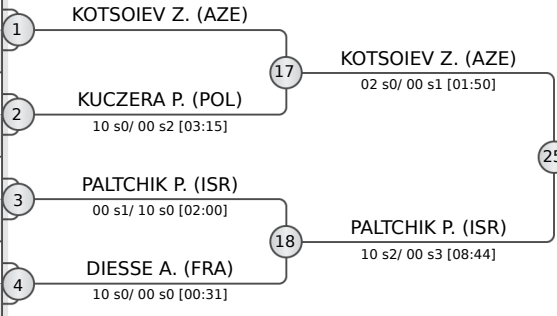 KOTSOIEV Z. (AZE)
1
17
KOTSOIEV Z. (AZE)
02 s0/ 00 s1 [01:50]
2
KUCZERA P. (POL)
10 s0/ 00 s2 [03:15]
25
3
PALTCHIK P. (ISR)
00 s1/ 10 s0 [02:00]
18
PALTCHIK P. (ISR)
10 s2/ 00 s3 [08:44]
4
DIESSE A. (FRA)
10 s0/ 00 s0 [00:31]